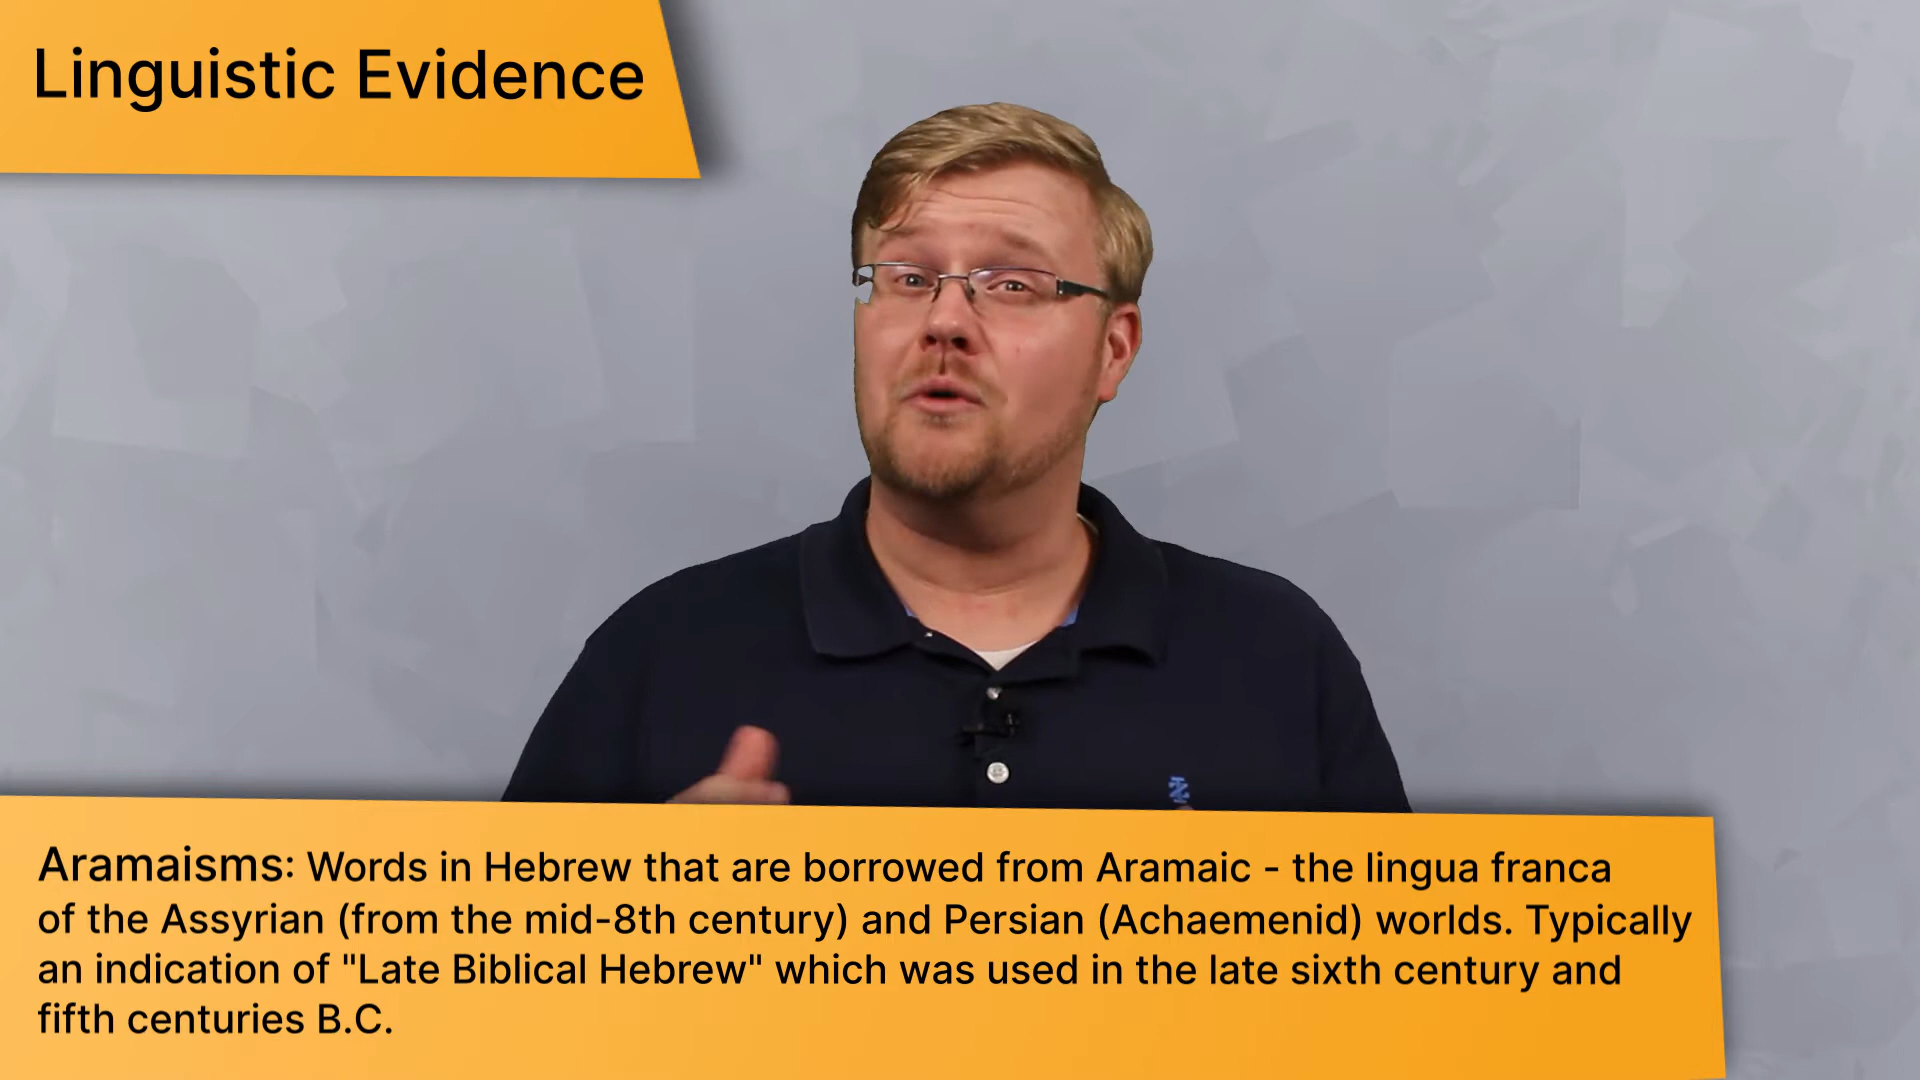 Linguistic Evidence
Aramaisms: Words in Hebrew that are borrowed from Aramaic - the lingua franca
of the Assyrian (from the mid-8th century) and Persian (Achaemenid) worlds. Typically
an indication of "Late Biblical Hebrew" which was used in the late sixth century and
fifth centuries B.C.